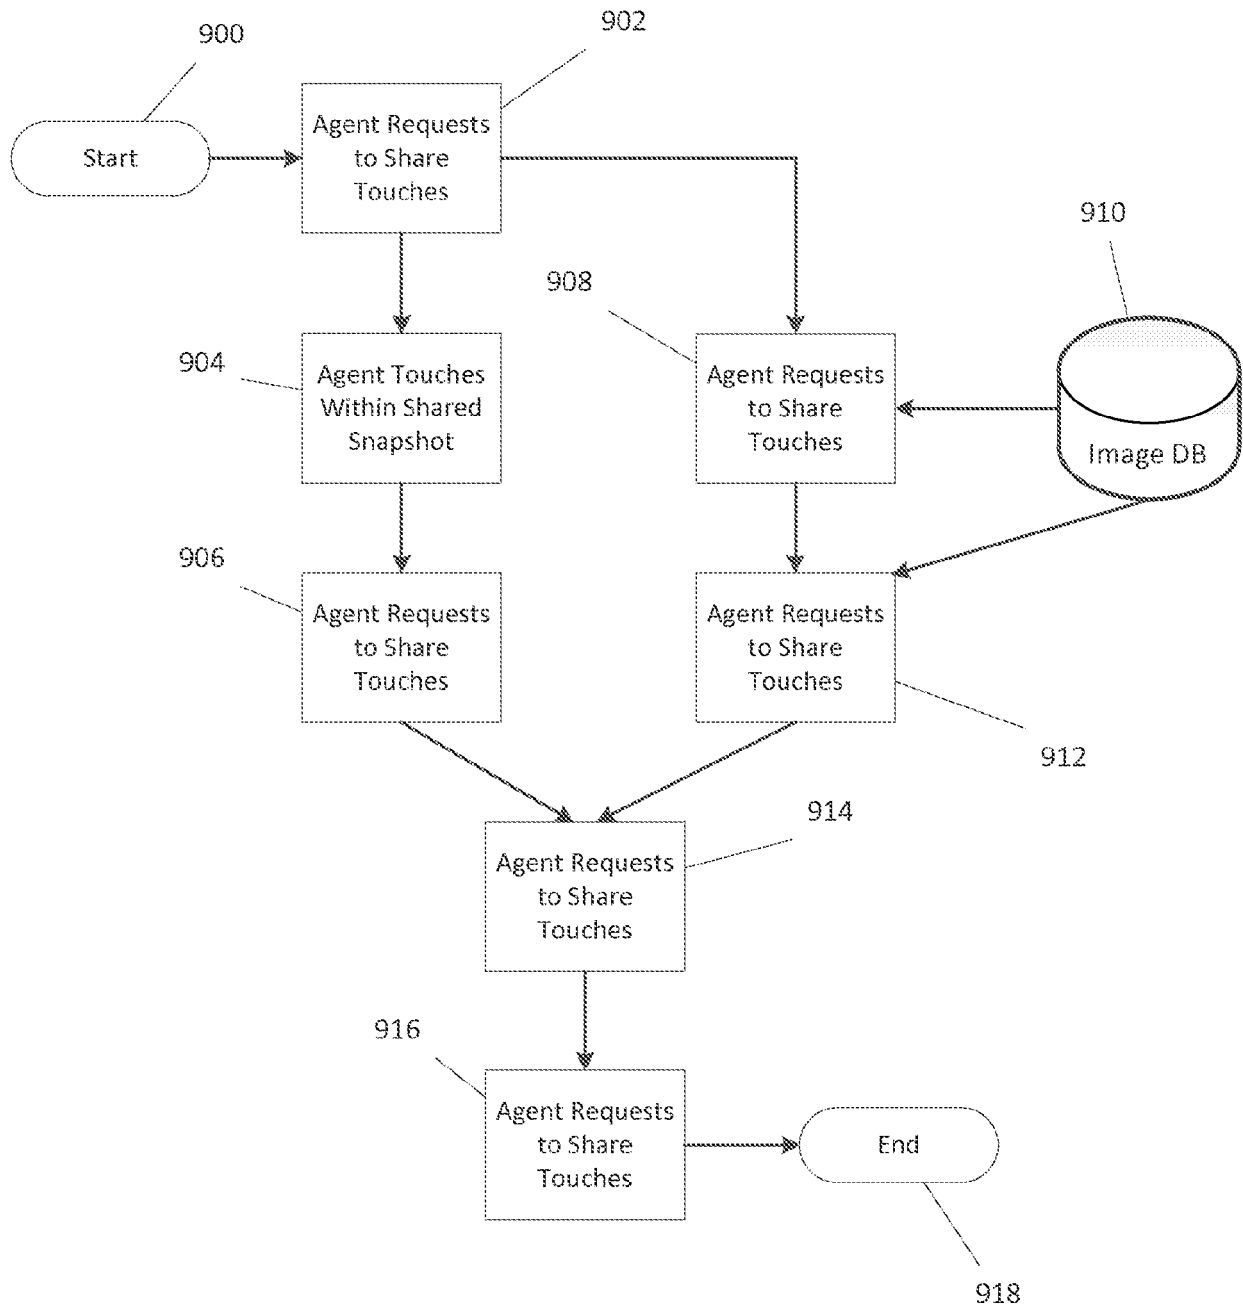 900
902
Start
Agent Requests
to Share
Touches
910
908
904
Agent Touches
Within Shared
Snapshot
Agent Requests
to Share
Touches
Image DB
906
Agent Requests
to Share
Touches
Agent Requests
to Share
Touches
912
914
Agent Requests
to Share
Touches
916
Agent Requests
to Share
Touches
End
918